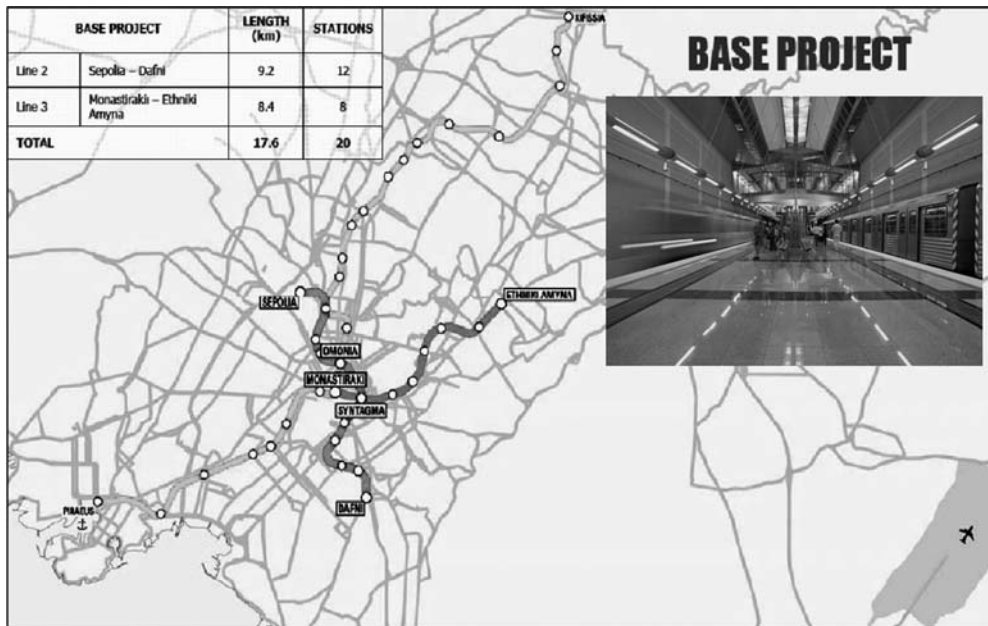 BASE PROJECT LENGTH (km) STATIONS
Line 2 Sepolia – Dafni 9.2 12
Line 3 Monastirakii – Ethniki Amyna 8.4 8
TOTAL 17.6 20
BASE PROJECT
KIFISSIA
SEPOLIA
ETHNIKI AMYNA
OMONIA
MONASTIRAKI
SYNTAGMA
DAFNI
PIRAEUS